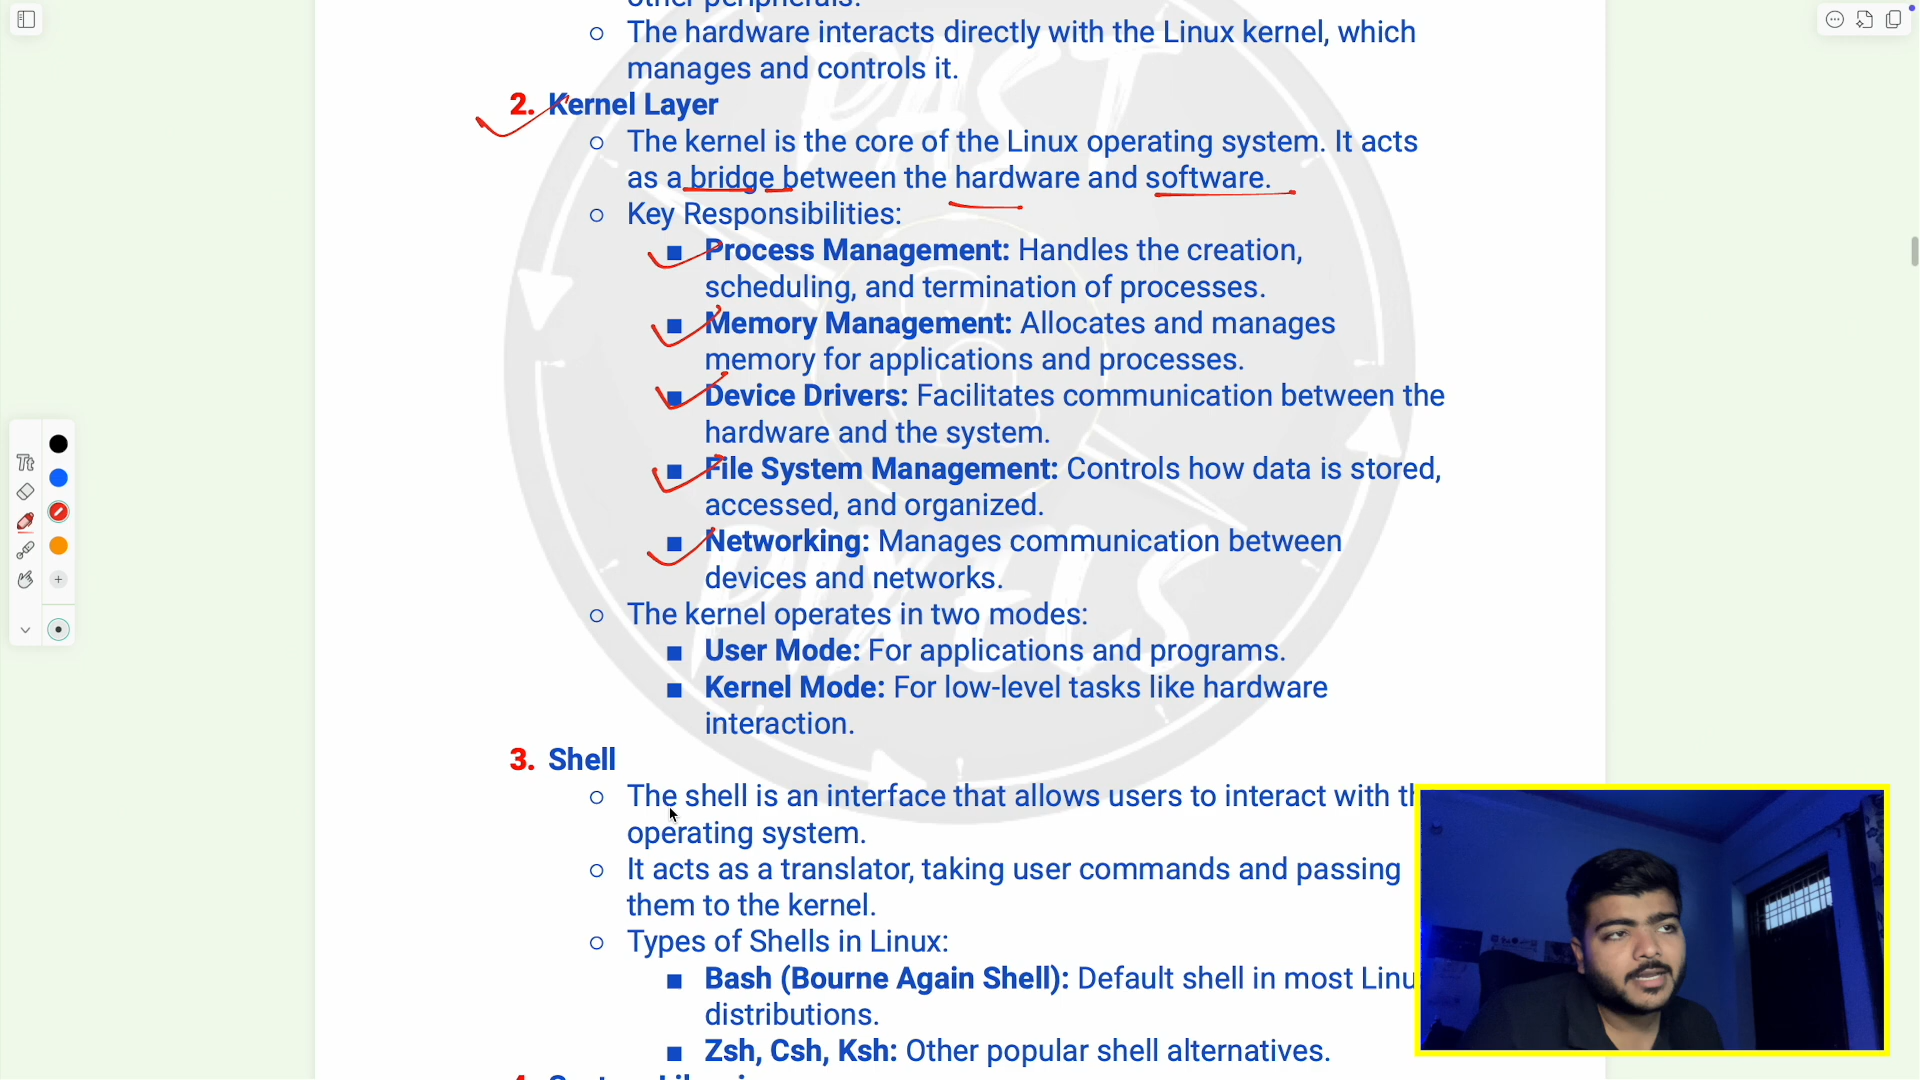 other peripherals.
○ The hardware interacts directly with the Linux kernel, which
manages and controls it.
2. Kernel Layer
○ The kernel is the core of the Linux operating system. It acts
as a bridge between the hardware and software.
○ Key Responsibilities:
■ Process Management: Handles the creation,
scheduling, and termination of processes.
■ Memory Management: Allocates and manages
memory for applications and processes.
■ Device Drivers: Facilitates communication between the
hardware and the system.
■ File System Management: Controls how data is stored,
accessed, and organized.
■ Networking: Manages communication between
devices and networks.
○ The kernel operates in two modes:
■ User Mode: For applications and programs.
■ Kernel Mode: For low-level tasks like hardware
interaction.
3. Shell
○ The shell is an interface that allows users to interact with
operating system.
○ It acts as a translator, taking user commands and passing
them to the kernel.
○ Types of Shells in Linux:
■ Bash (Bourne Again Shell): Default shell in most Linu
distributions.
■ Zsh, Csh, Ksh: Other popular shell alternatives.
PAST
PIXELS
Tt